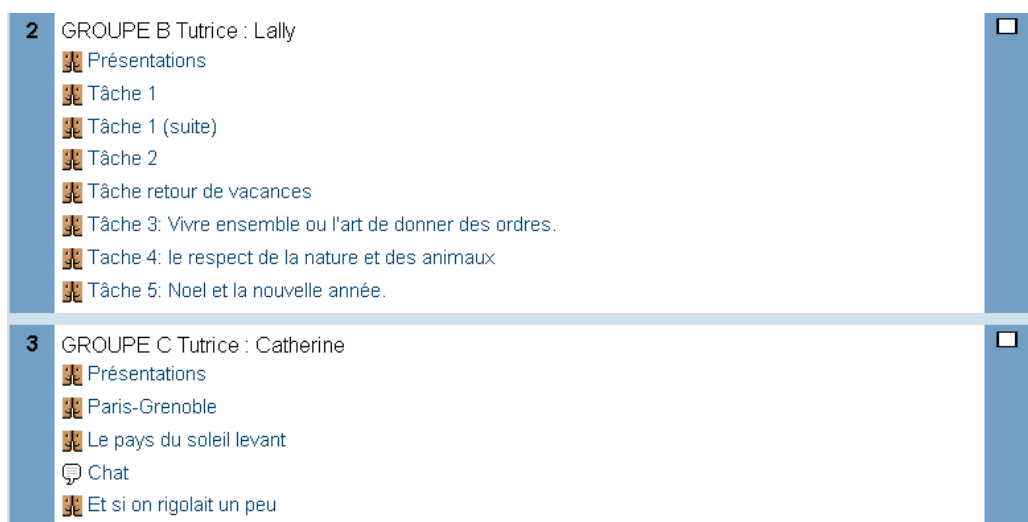 2 GROUPE B Tutrice : Lally
Présentations
Tâche 1
Tâche 1 (suite)
Tâche 2
Tâche retour de vacances
Tâche 3: Vivre ensemble ou l'art de donner des ordres.
Tache 4: le respect de la nature et des animaux
Tâche 5: Noel et la nouvelle année.
3 GROUPE C Tutrice : Catherine
Présentations
Paris-Grenoble
Le pays du soleil levant
Chat
Et si on rigolait un peu